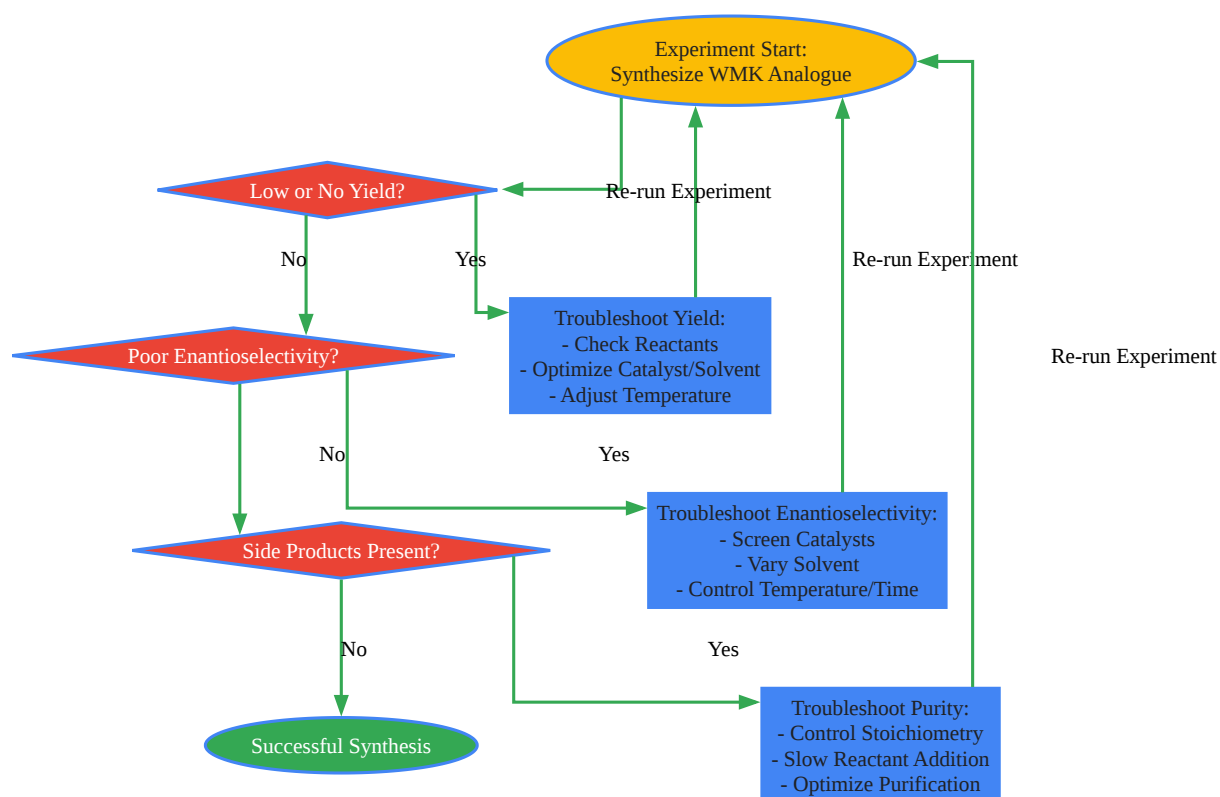 Experiment Start:
Synthesize WMK Analogue
Low or No Yield?
Re-run Experiment
No
Yes
Re-run Experiment
Troubleshoot Yield:
- Check Reactants
- Optimize Catalyst/Solvent
- Adjust Temperature
Poor Enantioselectivity?
Re-run Experiment
No
Yes
Troubleshoot Enantioselectivity:
- Screen Catalysts
- Vary Solvent
- Control Temperature/Time
Side Products Present?
No
Yes
Troubleshoot Purity:
- Control Stoichiometry
- Slow Reactant Addition
- Optimize Purification
Successful Synthesis